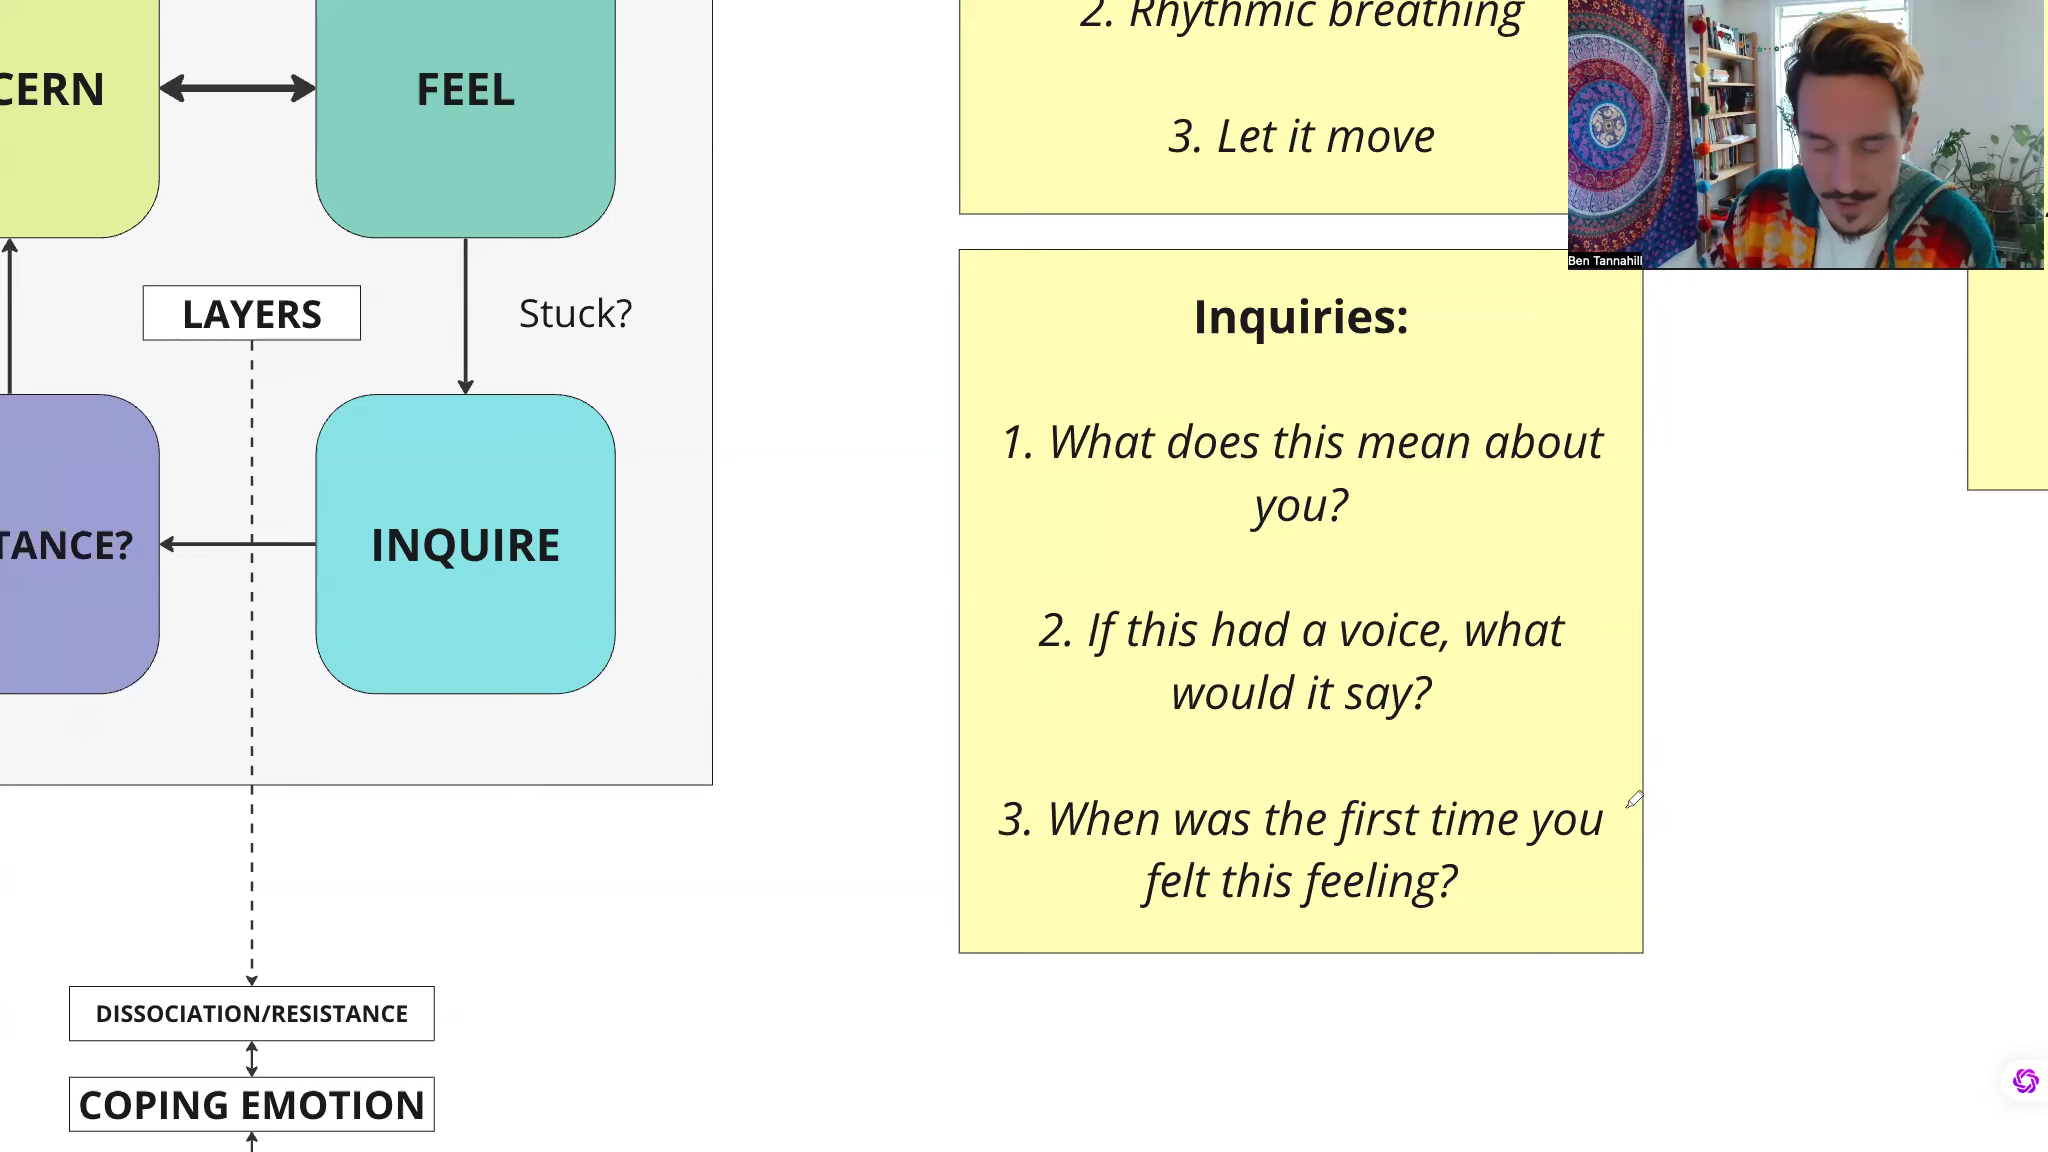 CERN
FEEL
LAYERS
Stuck?
TANCE?
INQUIRE
DISSOCIATION/RESISTANCE
COPING EMOTION
2. Rhythmic breathing
3. Let it move
Inquiries:
1. What does this mean about
you?
2. If this had a voice, what
would it say?
3. When was the first time you
felt this feeling?
Ben Tannahill